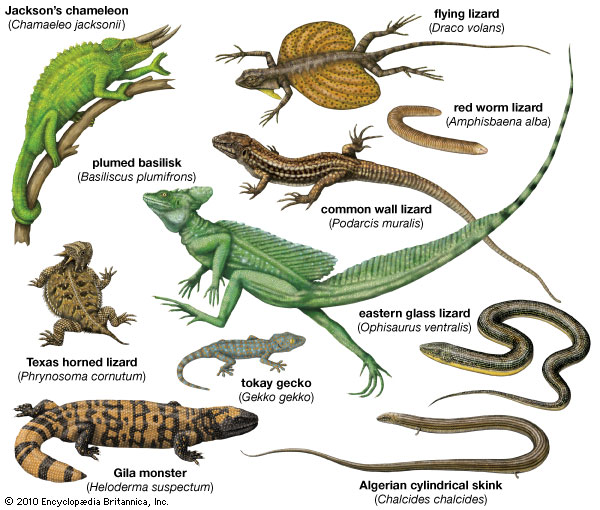 Jackson's chameleon
(Chamaeleo jacksonii)
flying lizard
(Draco volans)
red worm lizard
(Amphisbaena alba)
plumed basilisk
(Basiliscus plumifrons)
common wall lizard
(Podarcis muralis)
eastern glass lizard
(Ophisaurus ventralis)
Texas horned lizard
(Phrynosoma cornutum)
tokay gecko
(Gekko gekko)
Gila monster
(Heloderma suspectum)
Algerian cylindrical skink
(Chalcides chalcides)
© 2010 Encyclopædia Britannica, Inc.